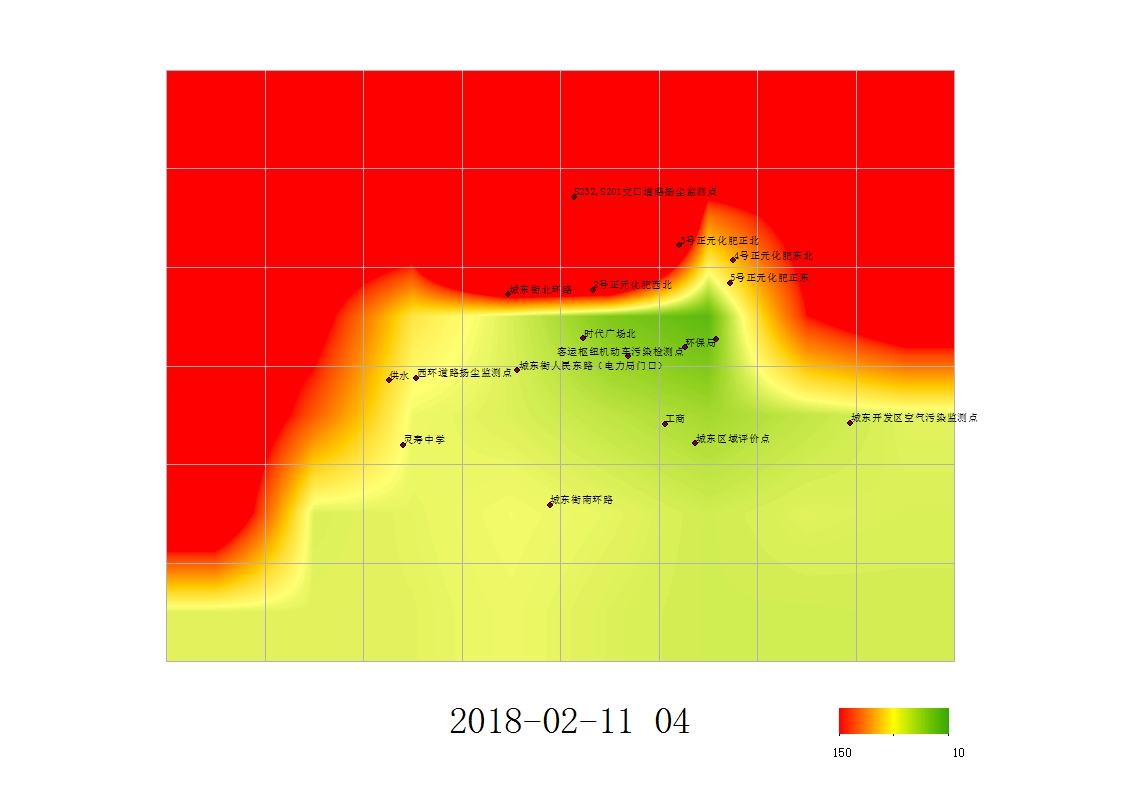 S232,S201交口道路扬尘监测点
3号正元化肥正北
4号正元化肥东北
5号正元化肥正东
城东街北环路
2号正元化肥西北
时代广场北
环保局
客运枢纽机动车污染检测点
城东街人民东路（电力局门口）
供水
西环道路扬尘监测点
工商
城东开发区空气污染监测点
灵寿中学
城东区域评价点
城东街南环路
2018-02-11 04
150
10